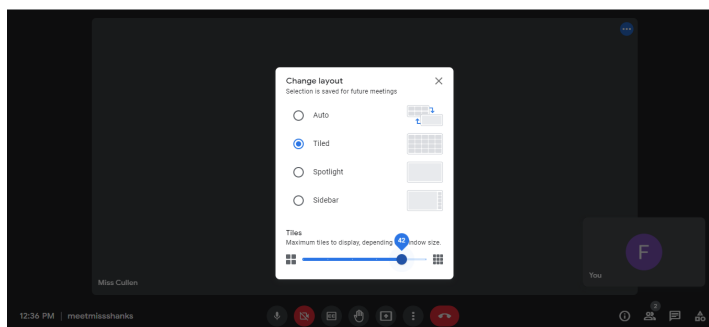 Change layout
Selection is saved for future meetings
Auto
Tiled
Spotlight
Sidebar
Tiles
Maximum tiles to display, depending
ndow size.
42
F
You
Miss Cullen
12:36 PM | meetmissshanks
CC
2